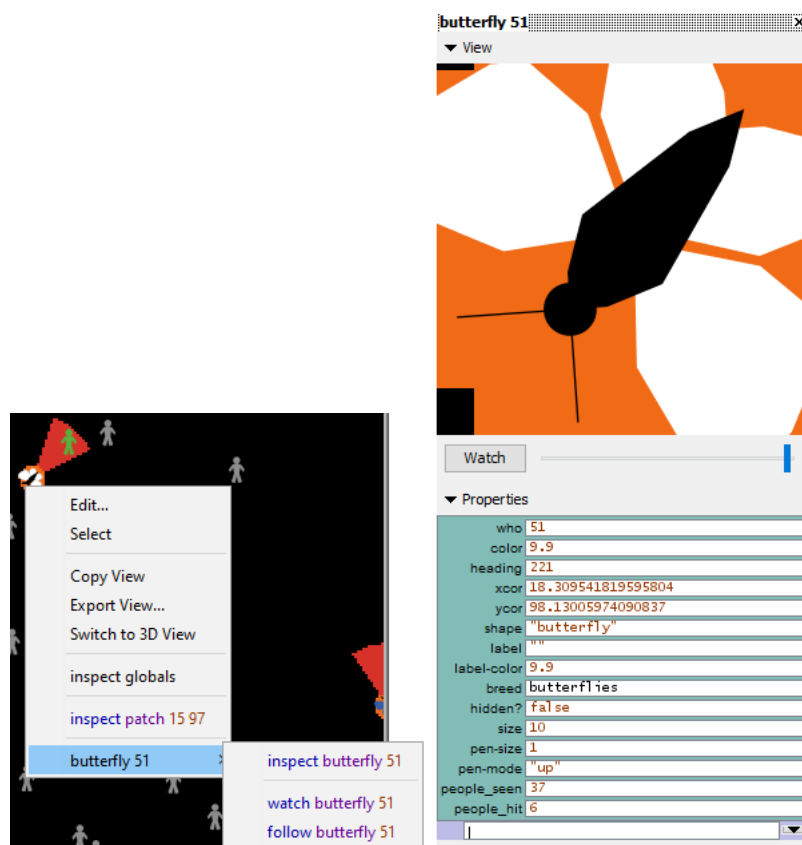 butterfly 51
View
Watch
Properties
who 51
color 9.9
heading 221
xcor 18.309541819595804
ycor 98.13005974090837
shape "butterfly"
label ""
label-color 9.9
breed butterflies
hidden? false
size 10
pen-size 1
pen-mode "up"
people_seen 37
people_hit 6
Edit...
Select
Copy View
Export View...
Switch to 3D View
inspect globals
inspect patch 15 97
butterfly 51
inspect butterfly 51
watch butterfly 51
follow butterfly 51